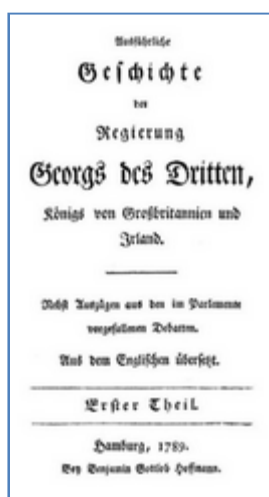 Ausführliche
Geschichte
der
Regierung
Georgs des Dritten,
Königs von Großbritannien und
Irland.
Nebst Auszügen aus den im Parlemente
vorgefallenen Debatten.
Aus dem Englischen übersetzt.
Erster Theil.
Hamburg, 1789.
Bey Benjamin Gottlob Hoffmann.